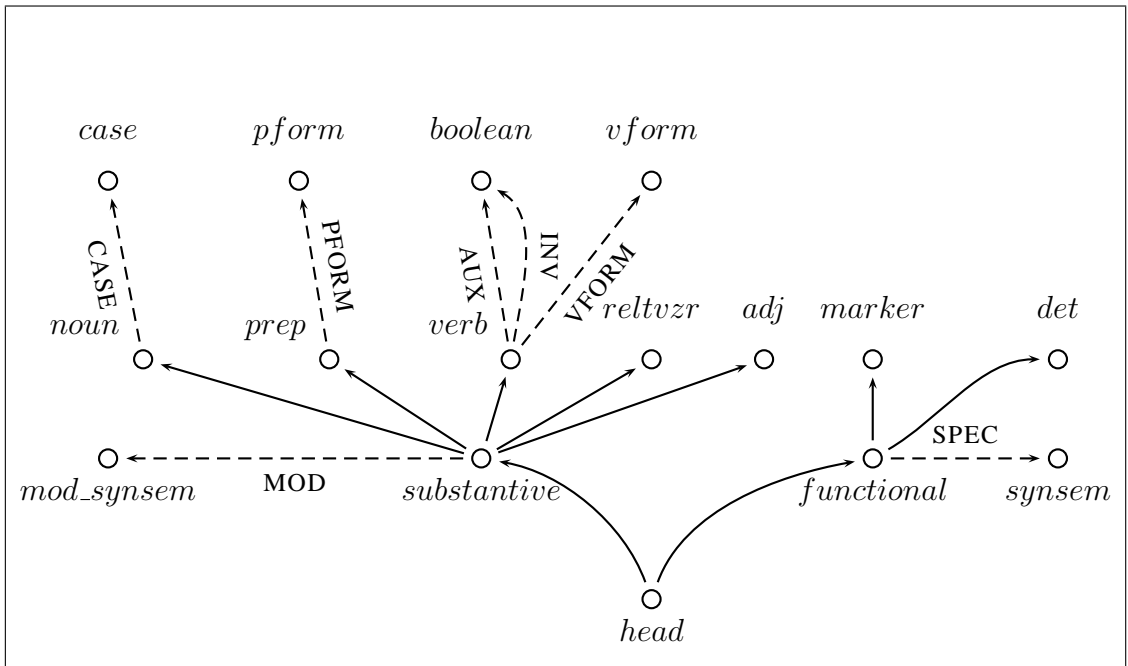 case pform boolean vform
CASE PFORM AUX INV VFORM
noun prep verb reltvzr adj marker det
SPEC
MOD
mod_synsem substantive functional synsem
head